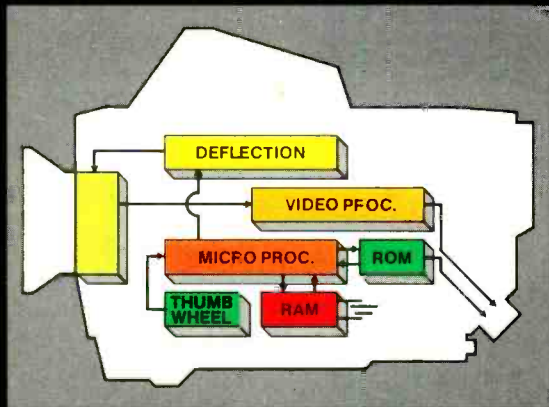 DEFLECTION
VIDEO PFOC.
MICRO PROC.
ROM
THUMB
WHEEL
RAM